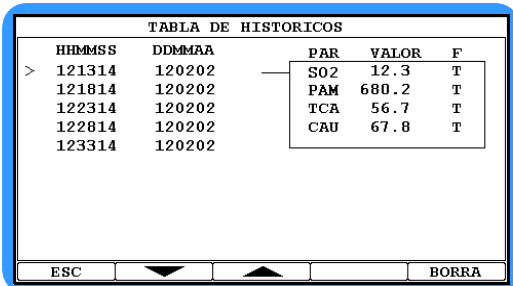 TABLA DE HISTORICOS
HHMMSS DDMMAA PAR VALOR F
> 121314 120202 SO2 12.3 T
121814 120202 PAM 680.2 T
122314 120202 TCA 56.7 T
122814 120202 CAU 67.8 T
123314 120202
ESC BORRA